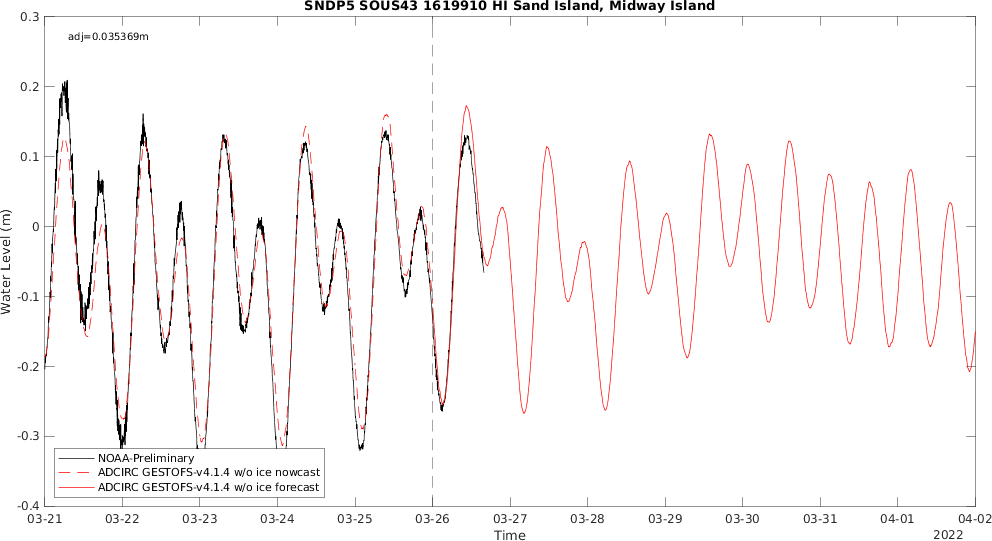 SNDP5 SOUS43 1619910 HI Sand Island, Midway Island
adj=0.035369m
0.3
0.2
0.1
0
-0.1
-0.2
-0.3
-0.4
Water Level (m)
NOAA-Preliminary
ADCIRC GESTOFS-v4.1.4 w/o ice nowcast
ADCIRC GESTOFS-v4.1.4 w/o ice forecast
03-21 03-22 03-23 03-24 03-25 03-26 03-27 03-28 03-29 03-30 03-31 04-01 04-02
Time
2022